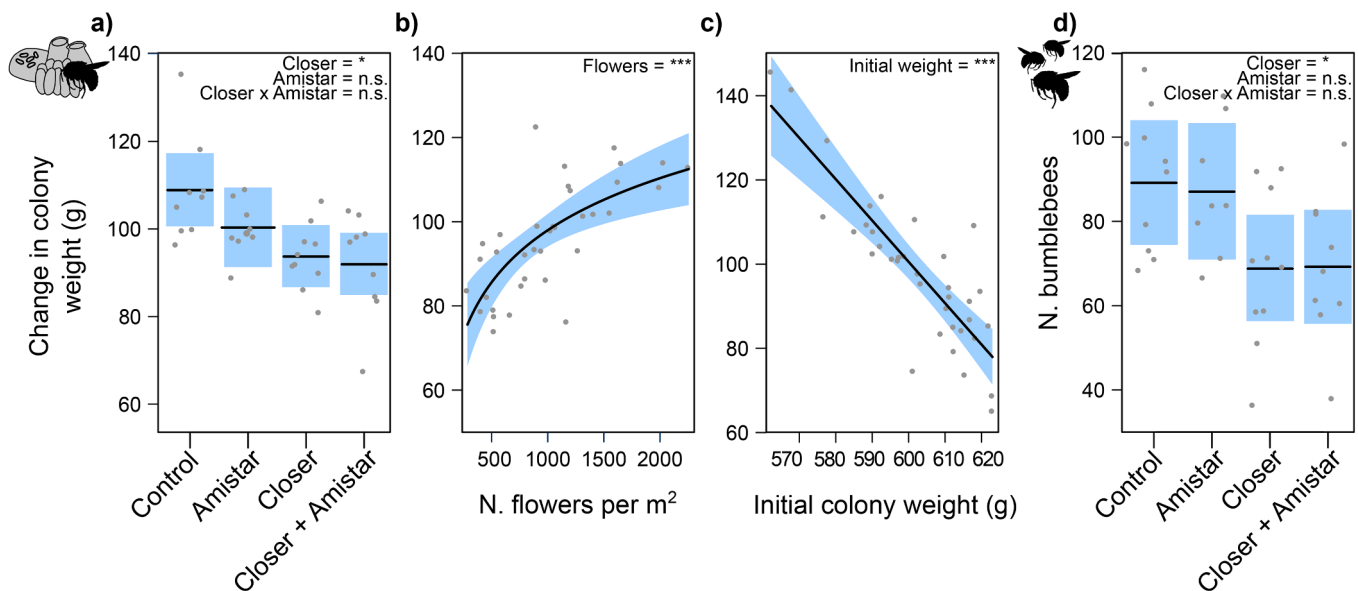 a)
Change in colony
weight (g)
140
120
100
80
60
Closer = *
Amistar = n.s.
Closer x Amistar = n.s.
Control
Amistar
Closer
Closer + Amistar
b)
140
120
100
80
60
Flowers = ***
500
1000
1500
2000
N. flowers per m²
c)
140
120
100
80
60
Initial weight = ***
570
580
590
600
610
620
Initial colony weight (g)
d)
N. bumblebees
120
100
80
60
40
Closer = *
Amistar = n.s.
Closer x Amistar = n.s.
Control
Amistar
Closer
Closer + Amistar